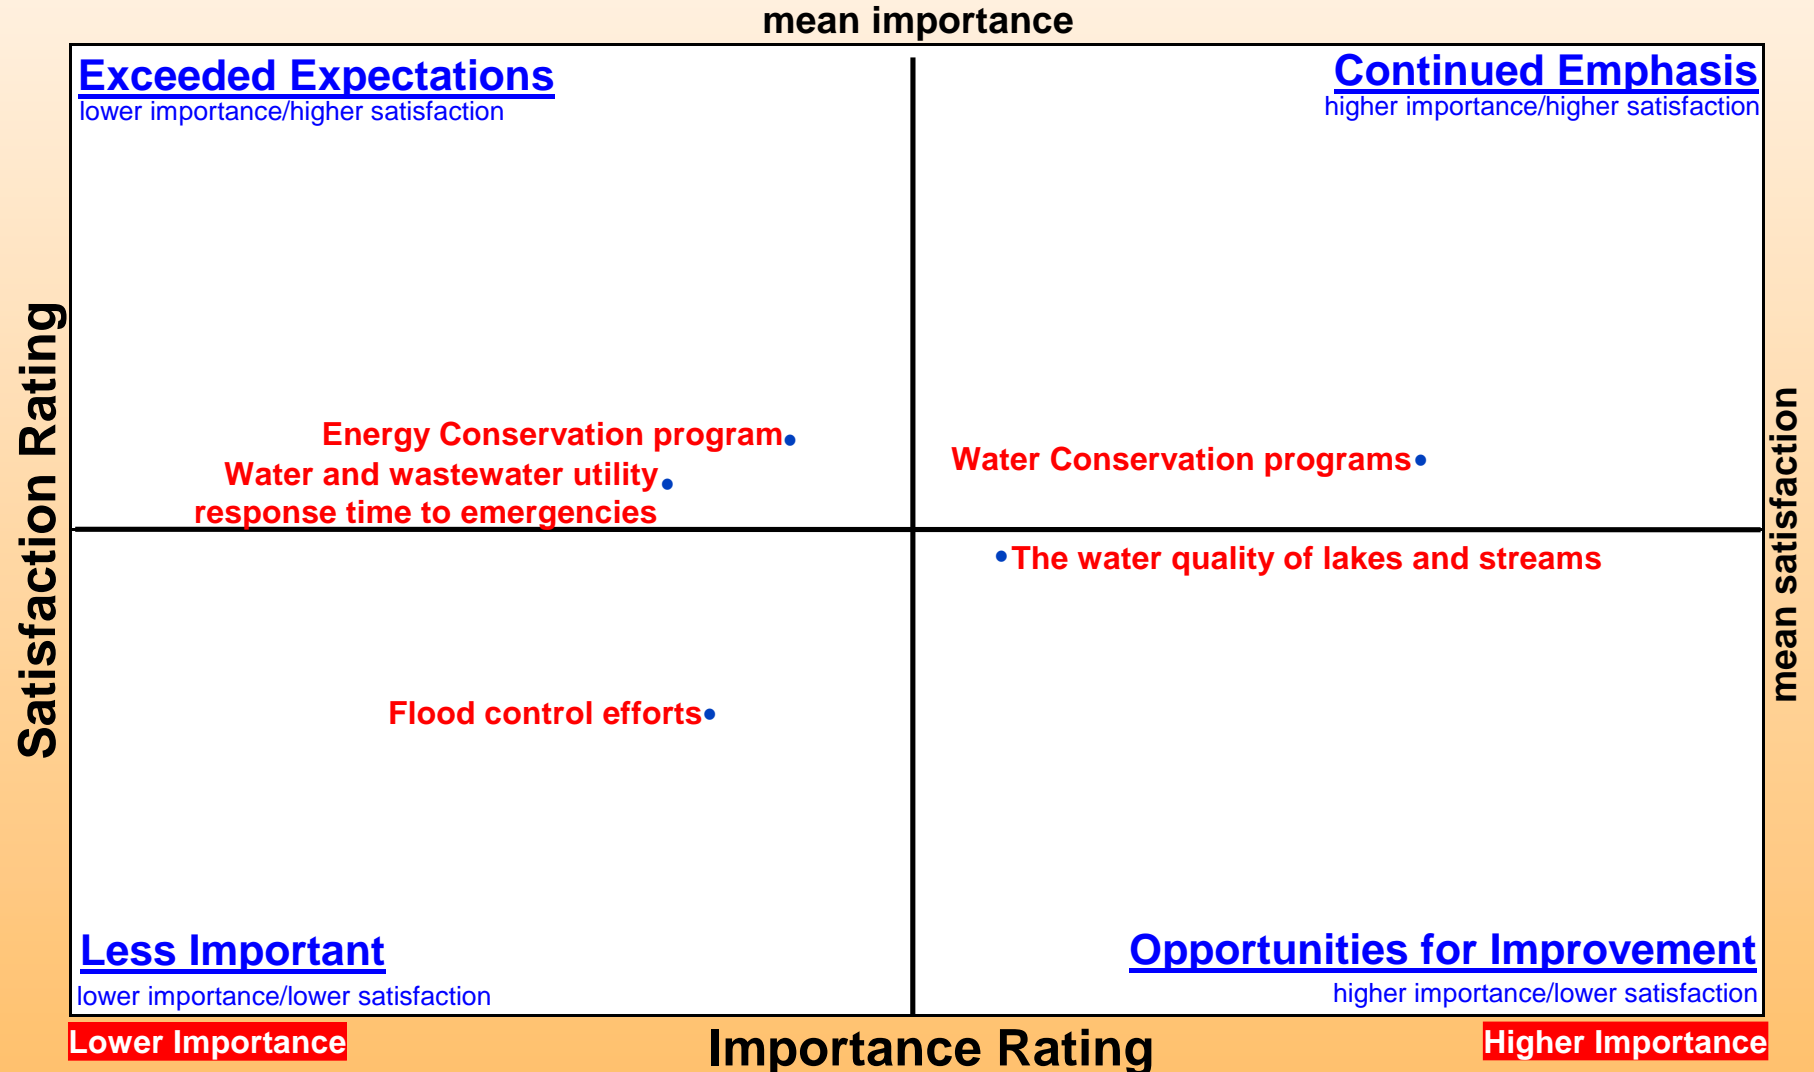 mean importance
Exceeded Expectations
lower importance/higher satisfaction
Continued Emphasis
higher importance/higher satisfaction
Satisfaction Rating
mean satisfaction
Energy Conservation program
Water and wastewater utility
response time to emergencies
Water Conservation programs
The water quality of lakes and streams
Flood control efforts
Less Important
lower importance/lower satisfaction
Opportunities for Improvement
higher importance/lower satisfaction
Lower Importance
Importance Rating
Higher Importance